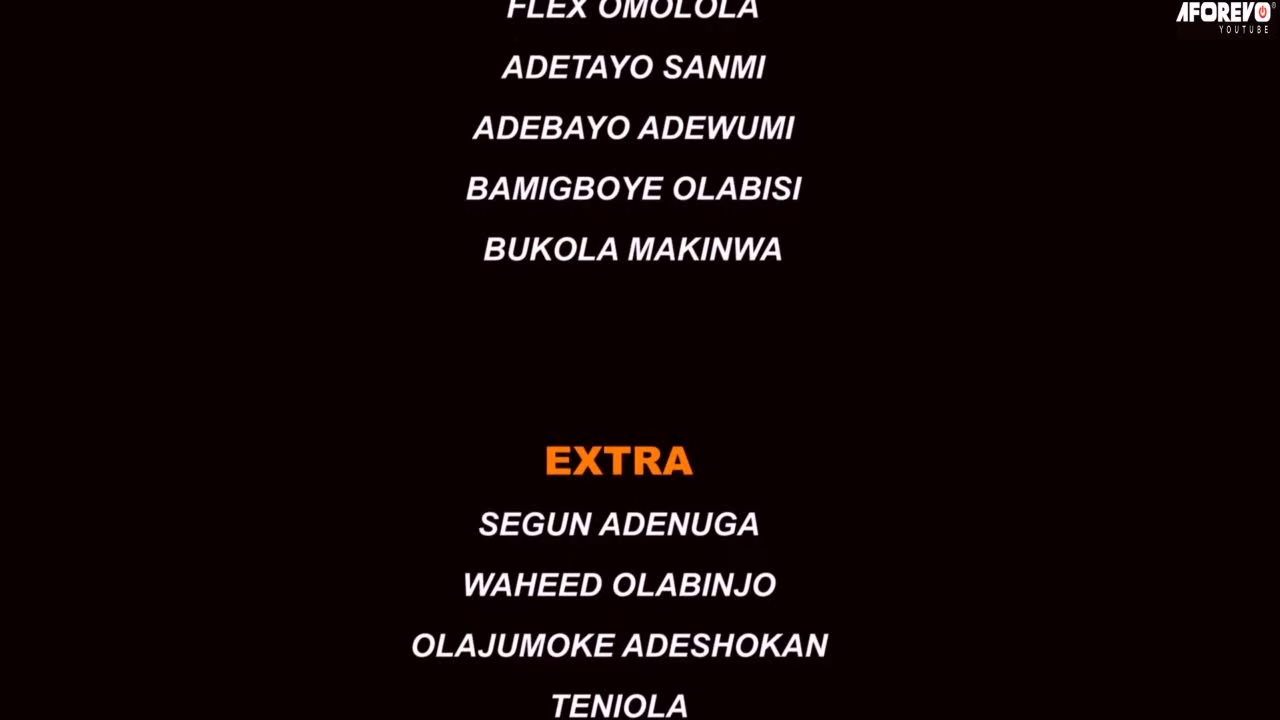 FLEX OMOLOLA
AFOREVO
YOUTUBE
ADETAYO SANMI
ADEBAYO ADEWUMI
BAMIGBOYE OLABISI
BUKOLA MAKINWA
EXTRA
SEGUN ADENUGA
WAHEED OLABINJO
OLAJUMOKE ADESHOKAN
TENIOLA